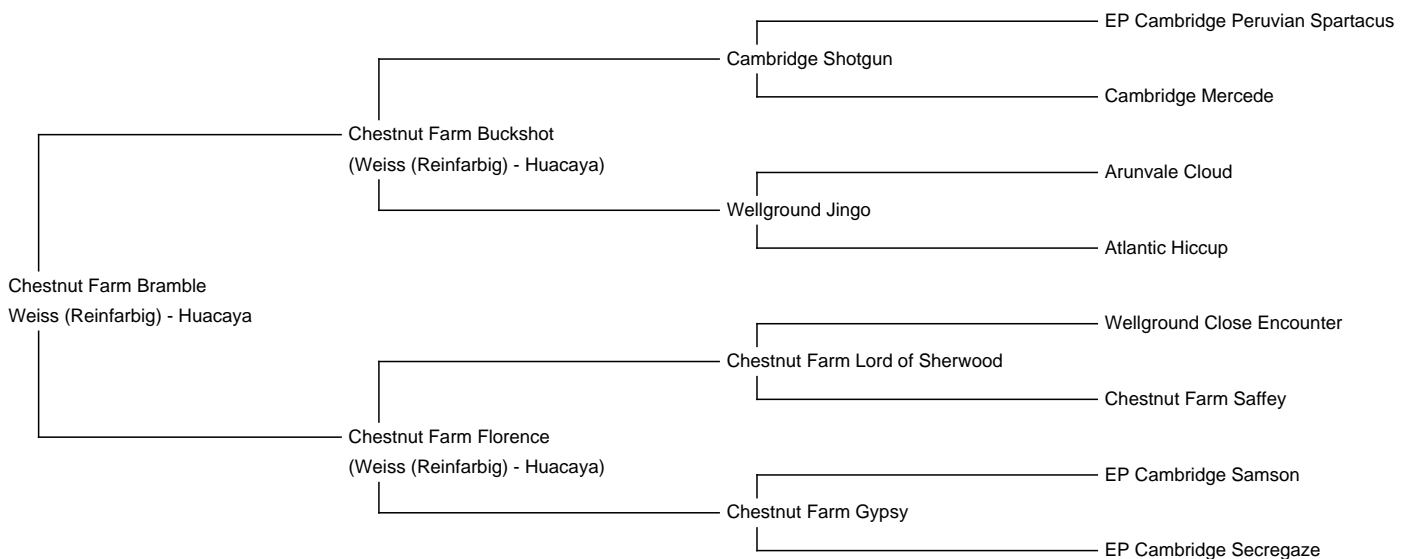 EP Cambridge Peruvian Spartacus
Cambridge Shotgun
Cambridge Mercede
Chestnut Farm Buckshot
(Weiss (Reinfarbig) - Huacaya)
Arunvale Cloud
Wellground Jingo
Atlantic Hiccup
Chestnut Farm Bramble
Weiss (Reinfarbig) - Huacaya
Wellground Close Encounter
Chestnut Farm Lord of Sherwood
Chestnut Farm Saffey
Chestnut Farm Florence
(Weiss (Reinfarbig) - Huacaya)
EP Cambridge Samson
Chestnut Farm Gypsy
EP Cambridge Secregaze